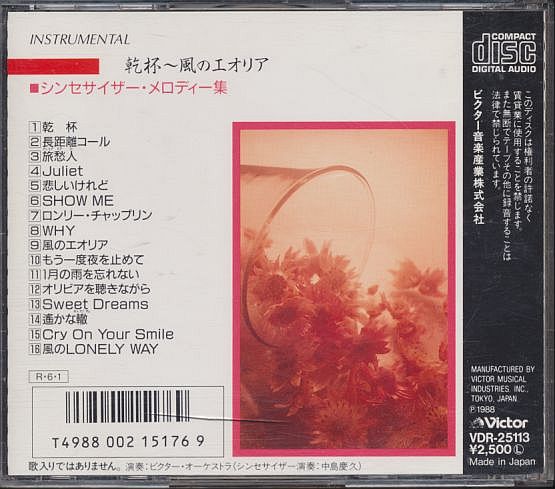 INSTRUMENTAL
乾杯～風のエオリア
■シンセサイザー・メロディー集
1 乾 杯
2 長距離コール
3 旅愁人
4 Juliet
5 悲しいけれど
6 SHOW ME
7 ロンリー・チャップリン
8 WHY
9 風のエオリア
10 もう一度夜を止めて
11 1月の雨を忘れない
12 オリビアを聴きながら
13 Sweet Dreams
14 遙かな轍
15 Cry On Your Smile
16 風のLONELY WAY
R-6・1
T4988 002 15176 9
歌入りではありません。演奏：ビクター・オーケストラ（シンセサイザー演奏：中島慶久）
COMPACT
disc
DIGITAL AUDIO
このディスクは権利者の許諾なく
賃貸業に使用することを禁じます。
また無断でテープその他に録音することは
法律で禁じられています。
ビクター音楽産業株式会社
MANUFACTURED BY
VICTOR MUSICAL
INDUSTRIES, INC.,
TOKYO, JAPAN
Ⓟ1988
Victor
VDR-25113
¥2,500 Ⓛ
Made in Japan